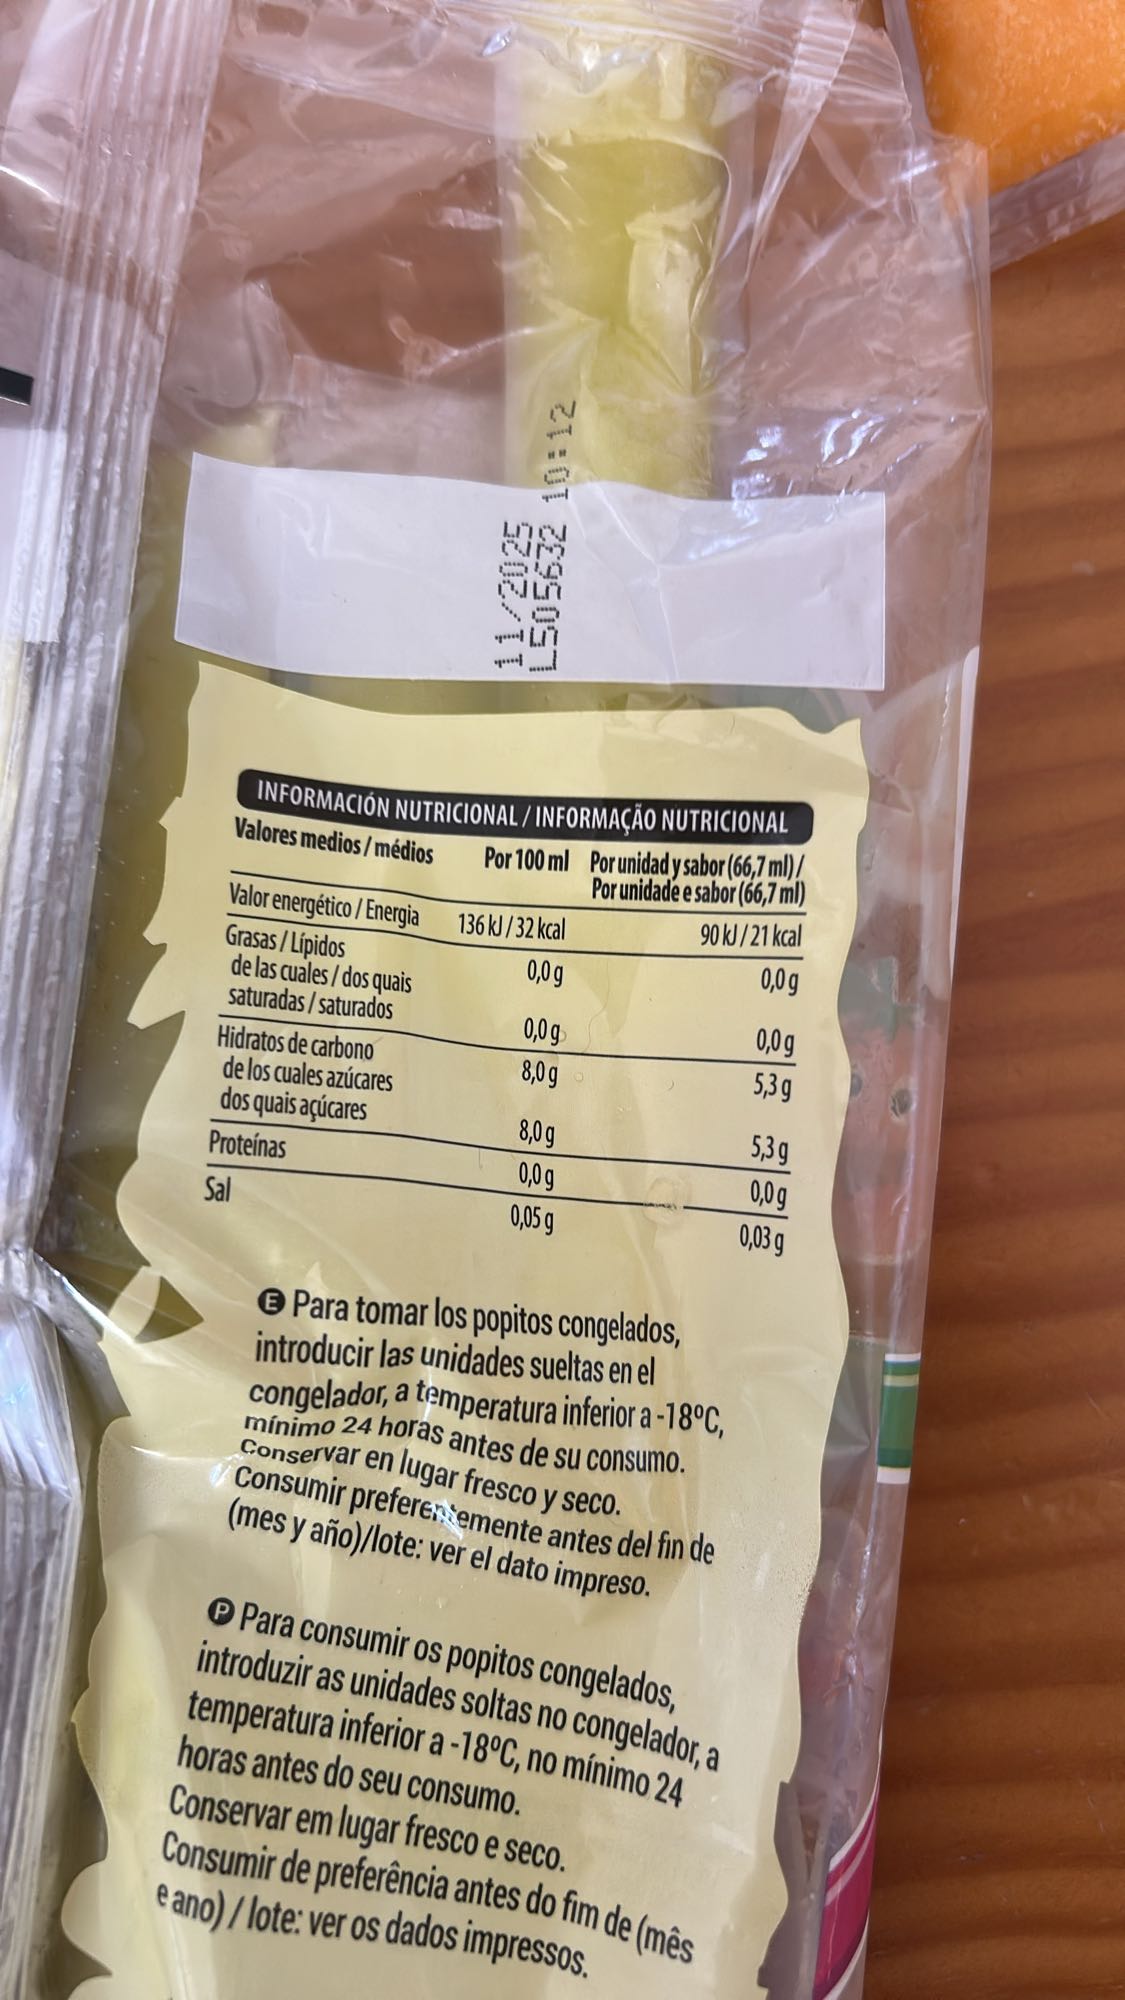 11/2025
L505632 10:12
INFORMACIÓN NUTRICIONAL / INFORMAÇÃO NUTRICIONAL
Valores medios / médios Por 100 ml Por unidad y sabor (66,7 ml) /
Por unidade e sabor (66,7 ml)
Valor energético / Energia 136 kJ / 32 kcal 90 kJ / 21 kcal
Grasas / Lípidos 0,0 g 0,0 g
de las cuales / dos quais
saturadas / saturados 0,0 g 0,0 g
Hidratos de carbono 8,0 g 5,3 g
de los cuales azúcares
dos quais açúcares 8,0 g 5,3 g
Proteínas 0,0 g 0,0 g
Sal 0,05 g 0,03 g
E Para tomar los popitos congelados,
introducir las unidades sueltas en el
congelador, a temperatura inferior a -18ºC,
mínimo 24 horas antes de su consumo.
Conservar en lugar fresco y seco.
Consumir preferentemente antes del fin de
(mes y año)/lote: ver el dato impreso.
P Para consumir os popitos congelados,
introduzir as unidades soltas no congelador, a
temperatura inferior a -18ºC, no mínimo 24
horas antes do seu consumo.
Conservar em lugar fresco e seco.
Consumir de preferência antes do fim de (mês
e ano) / lote: ver os dados impressos.